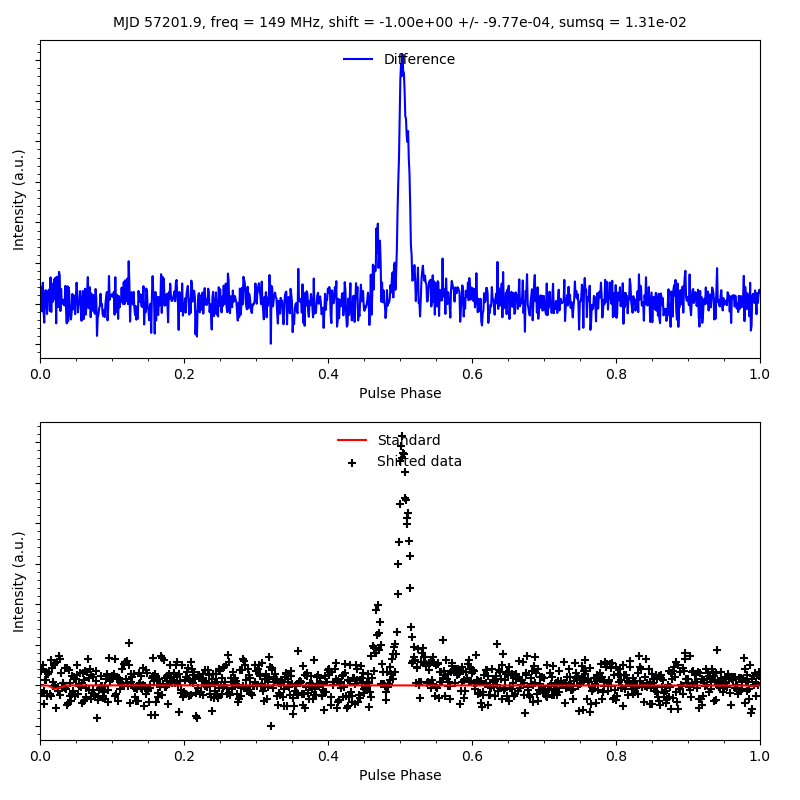 MJD 57201.9, freq = 149 MHz, shift = -1.00e+00 +/- -9.77e-04, sumsq = 1.31e-02
Difference
Intensity (a.u.)
0.0 0.2 0.4 0.6 0.8 1.0
Pulse Phase
Standard
Shifted data
Intensity (a.u.)
0.0 0.2 0.4 0.6 0.8 1.0
Pulse Phase